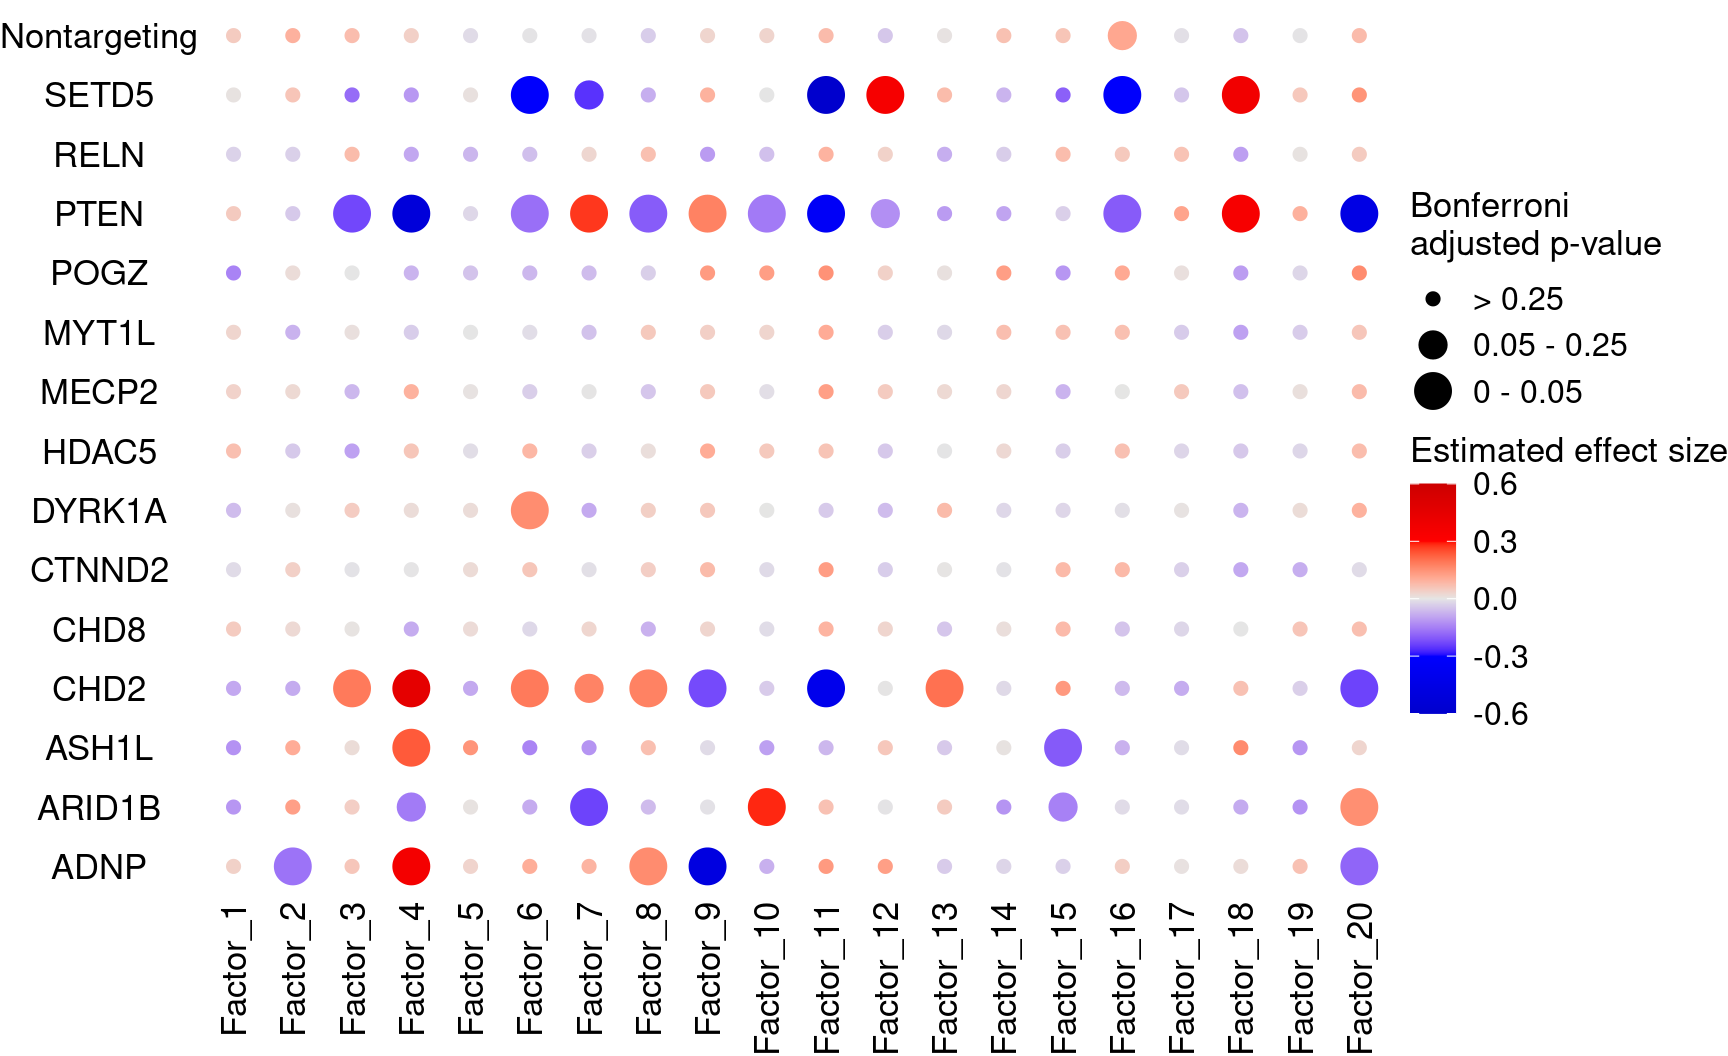 Nontargeting
SETD5
RELN
PTEN
POGZ
MYT1L
MECP2
HDAC5
DYRK1A
CTNND2
CHD8
CHD2
ASH1L
ARID1B
ADNP
Factor_1
Factor_2
Factor_3
Factor_4
Factor_5
Factor_6
Factor_7
Factor_8
Factor_9
Factor_10
Factor_11
Factor_12
Factor_13
Factor_14
Factor_15
Factor_16
Factor_17
Factor_18
Factor_19
Factor_20
Bonferroni
adjusted p-value
> 0.25
0.05 - 0.25
0 - 0.05
Estimated effect size
0.6
0.3
0.0
-0.3
-0.6